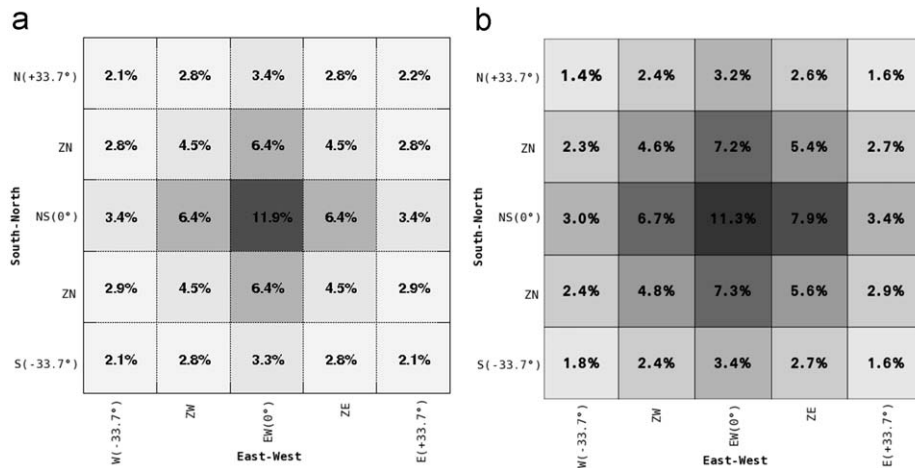 a
N(+33.7°) 2.1% 2.8% 3.4% 2.8% 2.2%
ZN 2.8% 4.5% 6.4% 4.5% 2.8%
NS(0°) 3.4% 6.4% 11.9% 6.4% 3.4%
ZN 2.9% 4.5% 6.4% 4.5% 2.9%
S(-33.7°) 2.1% 2.8% 3.3% 2.8% 2.1%
South-North
W(-33.7°) ZW EW(0°) ZE E(+33.7°)
East-West
b
N(+33.7°) 1.4% 2.4% 3.2% 2.6% 1.6%
ZN 2.3% 4.6% 7.2% 5.4% 2.7%
NS(0°) 3.0% 6.7% 11.3% 7.9% 3.4%
ZN 2.4% 4.8% 7.3% 5.6% 2.9%
S(-33.7°) 1.8% 2.4% 3.4% 2.7% 1.6%
South-North
W(-33.7°) ZW EW(0°) ZE E(+33.7°)
East-West